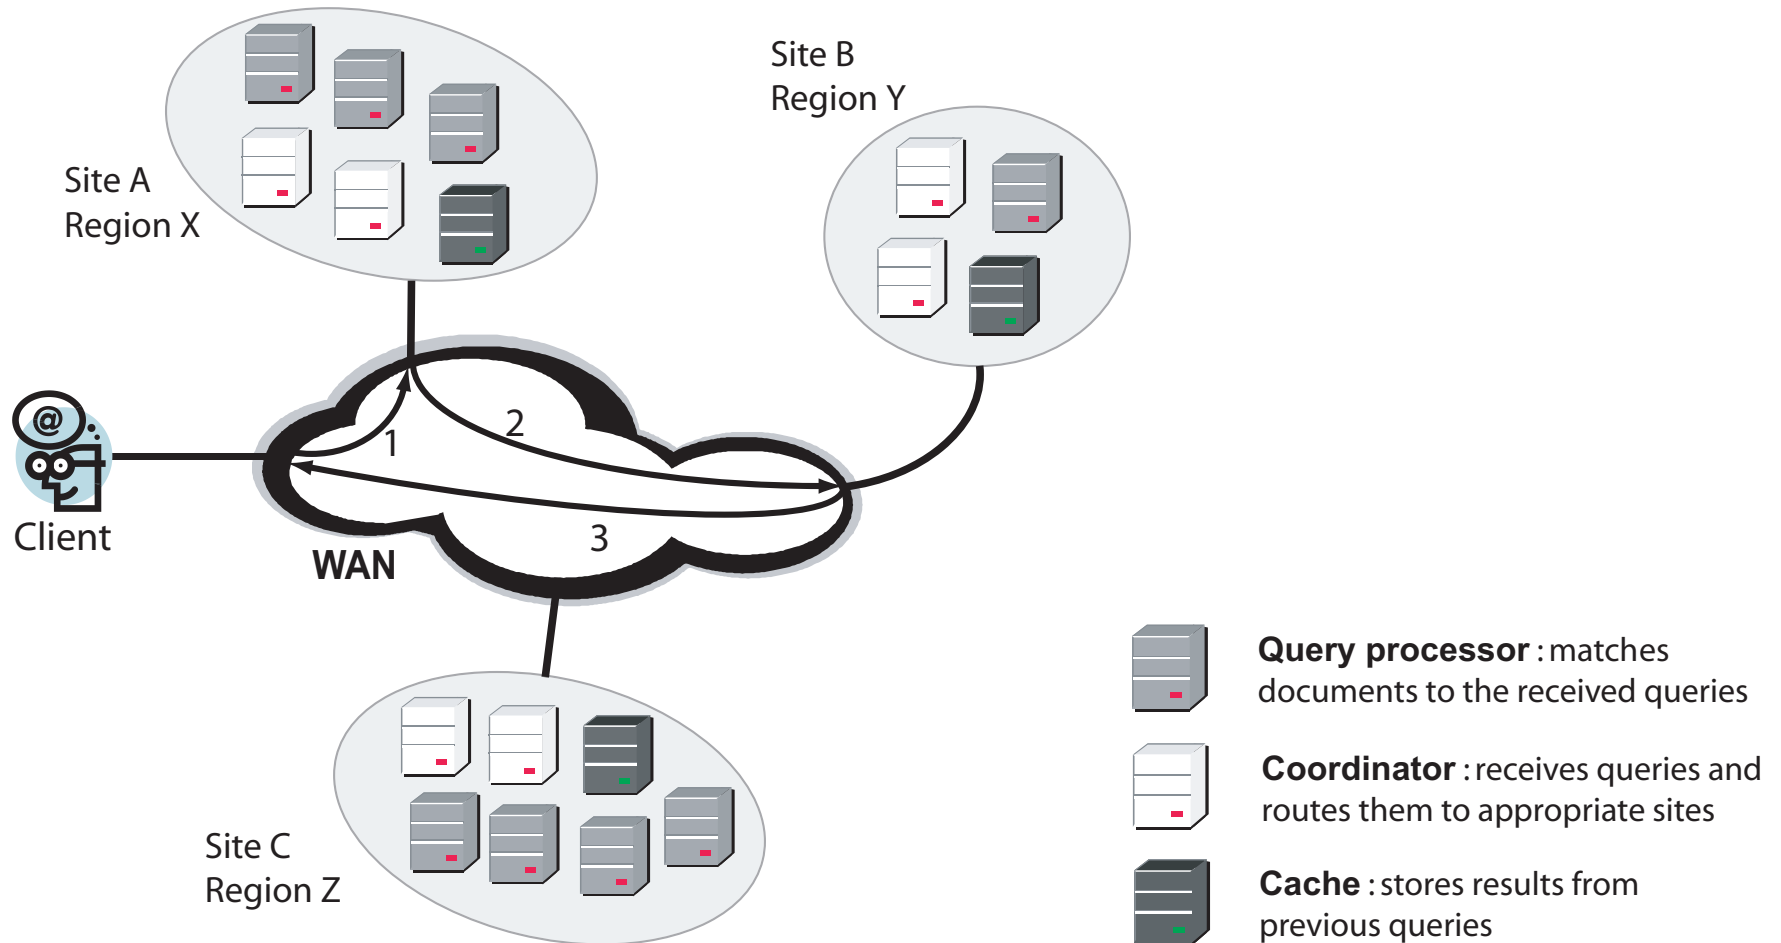 Site B
Region Y
Site A
Region X
@
1
2
3
Client
WAN
Site C
Region Z
Query processor : matches
documents to the received queries
Coordinator : receives queries and
routes them to appropriate sites
Cache : stores results from
previous queries